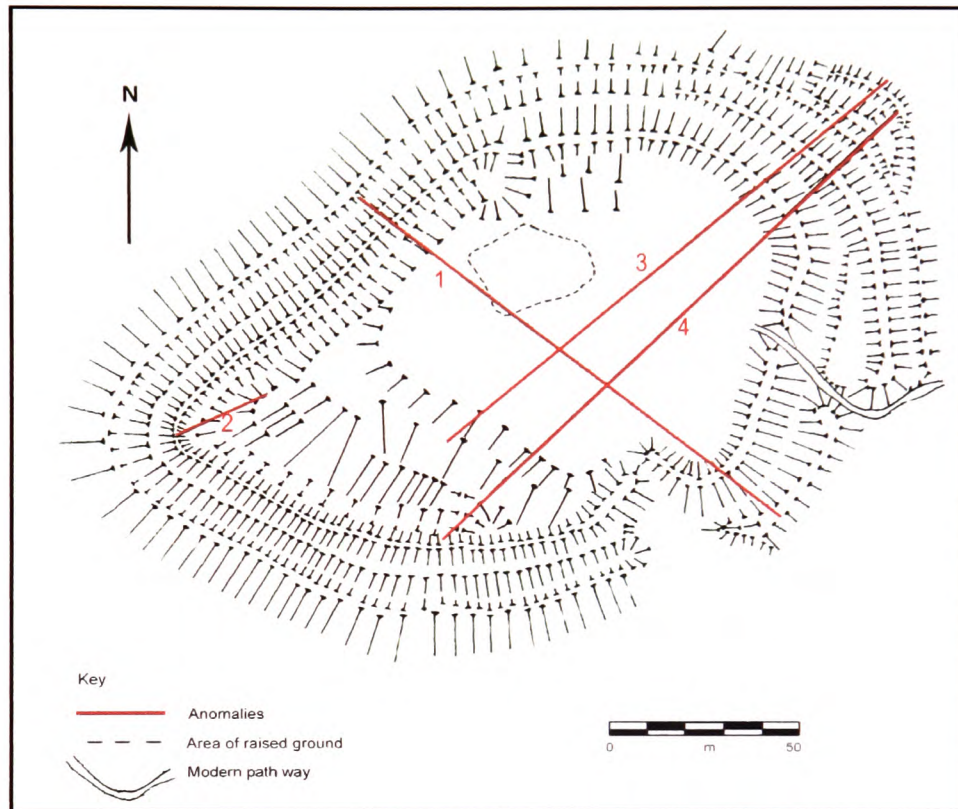 N
1
3
4
2
Key
Anomalies
Area of raised ground
Modern path way
0 m 50